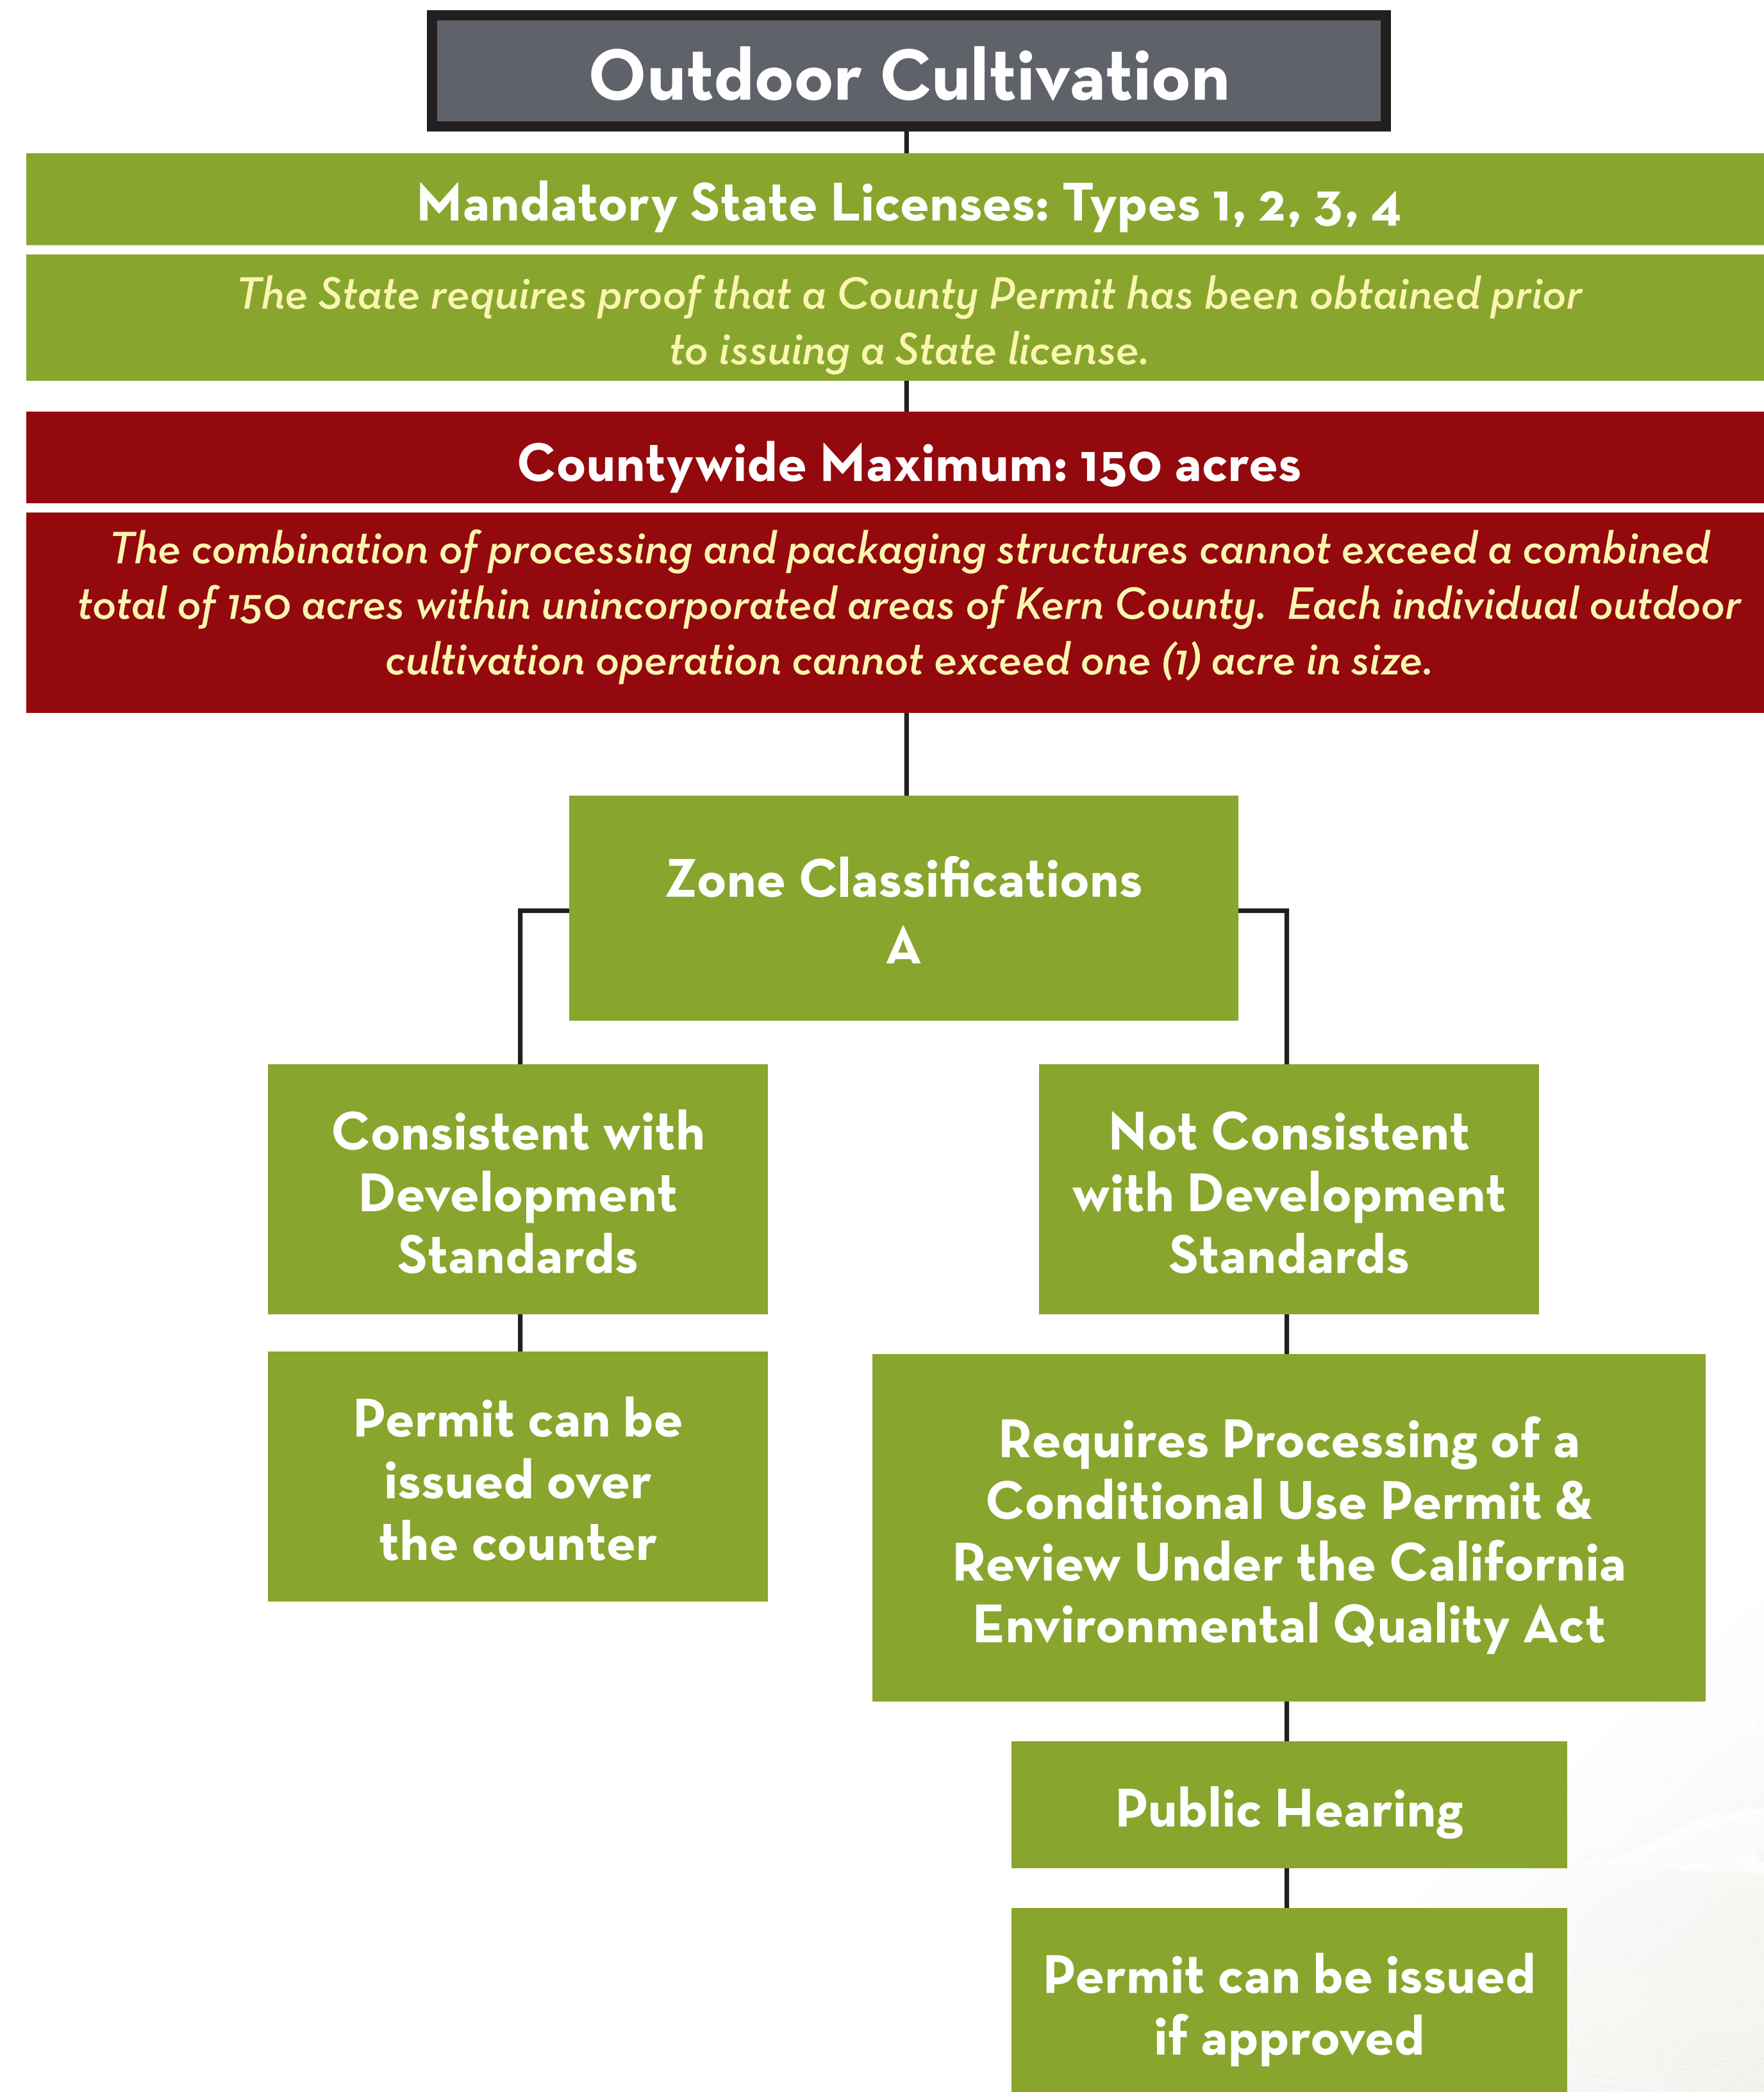 Outdoor Cultivation
Mandatory State Licenses: Types 1, 2, 3, 4
The State requires proof that a County Permit has been obtained prior
to issuing a State license.
Countywide Maximum: 150 acres
The combination of processing and packaging structures cannot exceed a combined
total of 150 acres within unincorporated areas of Kern County.  Each individual outdoor
cultivation operation cannot exceed one (1) acre in size.
Zone Classifications
A
Consistent with
Development
Standards
Permit can be
issued over
the counter
Not Consistent
with Development
Standards
Requires Processing of a
Conditional Use Permit &
Review Under the California
Environmental Quality Act
Public Hearing
Permit can be issued
if approved